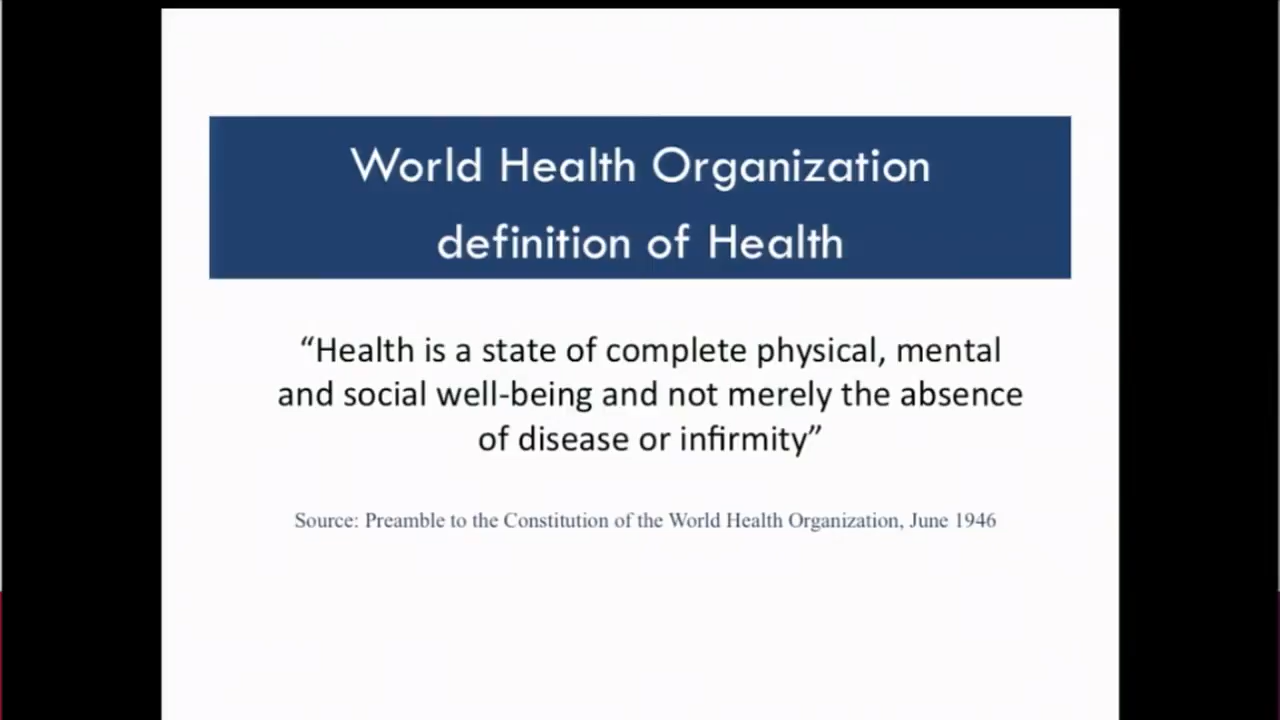 World Health Organization
definition of Health
“Health is a state of complete physical, mental
and social well-being and not merely the absence
of disease or infirmity”
Source: Preamble to the Constitution of the World Health Organization, June 1946